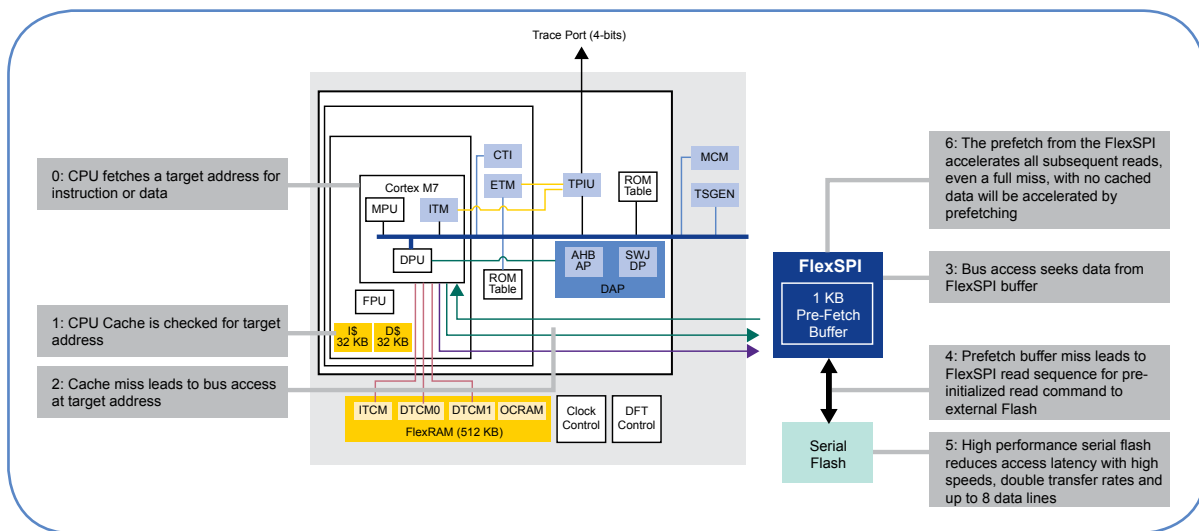 Trace Port (4-bits)
0: CPU fetches a target address for
instruction or data
1: CPU Cache is checked for target
address
2: Cache miss leads to bus access
at target address
Cortex M7
MPU
ITM
DPU
FPU
I$
32 KB
D$
32 KB
CTI
ETM
TPIU
ROM
Table
ROM
Table
AHB
AP
SWJ
DP
DAP
MCM
TSGEN
ITCM
DTCM0
DTCM1
OCRAM
FlexRAM (512 KB)
Clock
Control
DFT
Control
FlexSPI
1 KB
Pre-Fetch
Buffer
Serial
Flash
6: The prefetch from the FlexSPI
accelerates all subsequent reads,
even a full miss, with no cached
data will be accelerated by
prefetching
3: Bus access seeks data from
FlexSPI buffer
4: Prefetch buffer miss leads to
FlexSPI read sequence for pre-
initialized read command to
external Flash
5: High performance serial flash
reduces access latency with high
speeds, double transfer rates and
up to 8 data lines